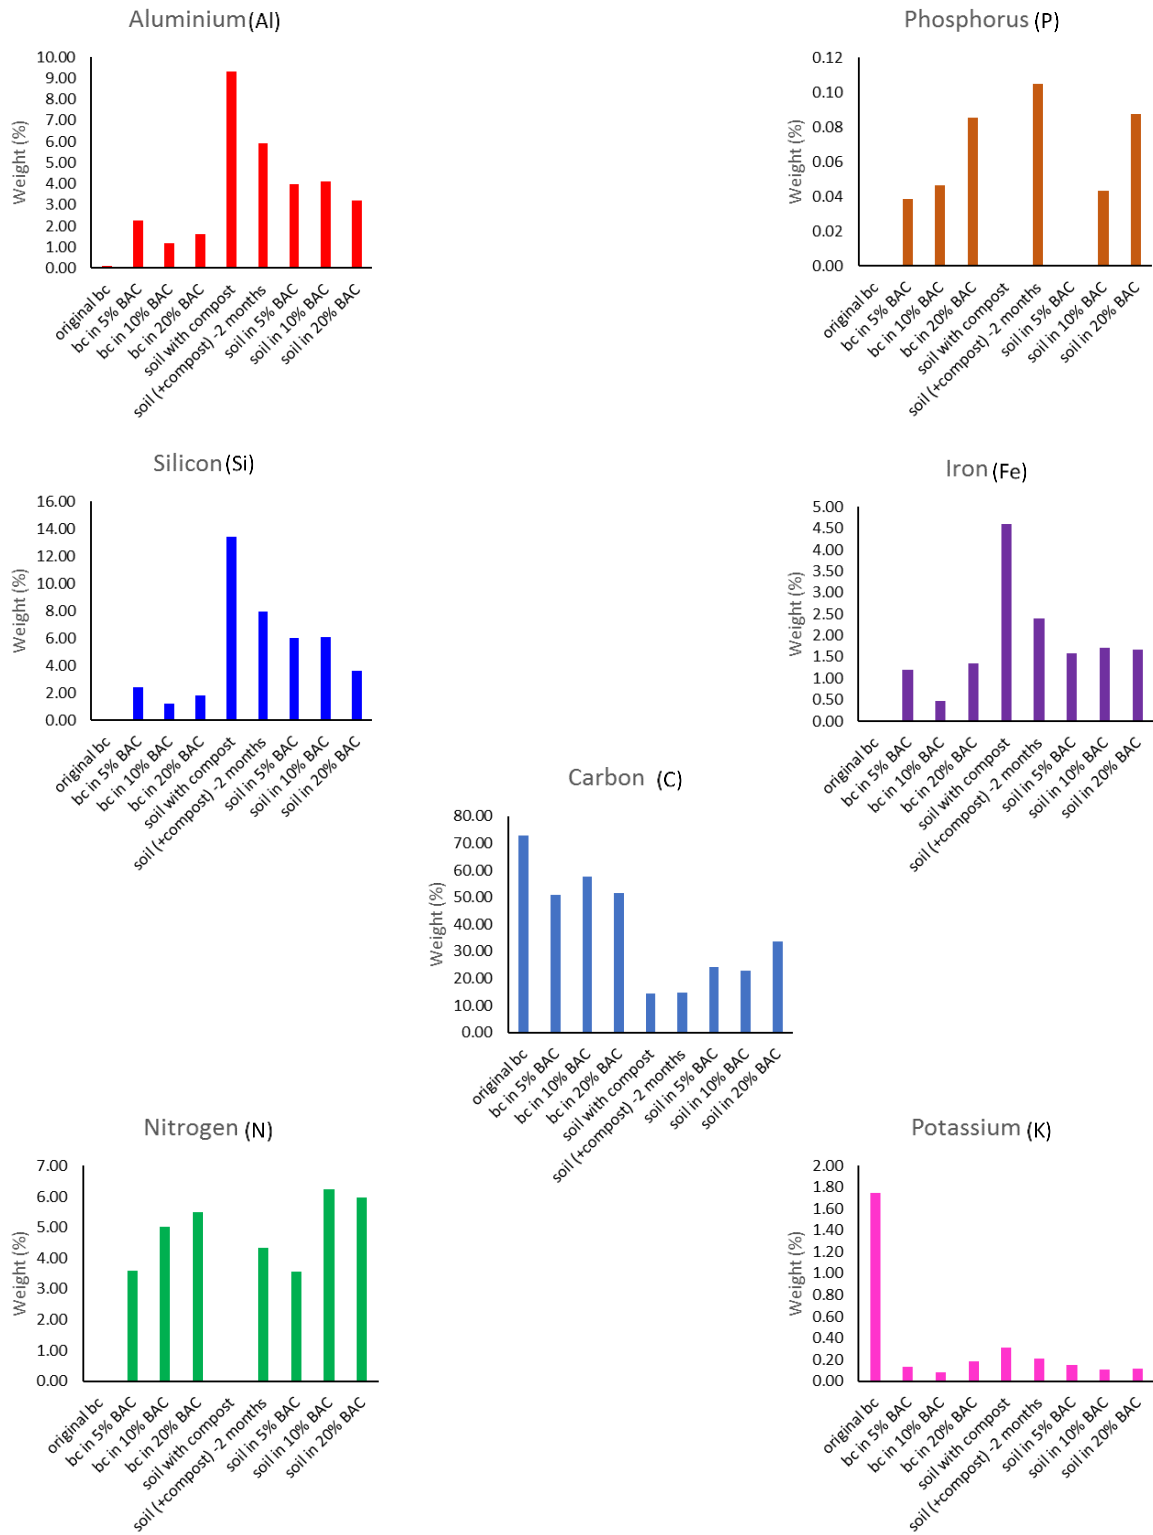 Aluminium (Al)
Weight (%)
10.00
9.00
8.00
7.00
6.00
5.00
4.00
3.00
2.00
1.00
0.00
original bc
bc in 5% BAC
bc in 10% BAC
bc in 20% BAC
soil with compost
soil (+compost) -2 months
soil in 5% BAC
soil in 10% BAC
soil in 20% BAC
Phosphorus (P)
Weight (%)
0.12
0.10
0.08
0.06
0.04
0.02
0.00
original bc
bc in 5% BAC
bc in 10% BAC
bc in 20% BAC
soil with compost
soil (+compost) -2 months
soil in 5% BAC
soil in 10% BAC
soil in 20% BAC
Silicon (Si)
Weight (%)
16.00
14.00
12.00
10.00
8.00
6.00
4.00
2.00
0.00
original bc
bc in 5% BAC
bc in 10% BAC
bc in 20% BAC
soil with compost
soil (+compost) -2 months
soil in 5% BAC
soil in 10% BAC
soil in 20% BAC
Iron (Fe)
Weight (%)
5.00
4.50
4.00
3.50
3.00
2.50
2.00
1.50
1.00
0.50
0.00
original bc
bc in 5% BAC
bc in 10% BAC
bc in 20% BAC
soil with compost
soil (+compost) -2 months
soil in 5% BAC
soil in 10% BAC
soil in 20% BAC
Carbon (C)
Weight (%)
80.00
70.00
60.00
50.00
40.00
30.00
20.00
10.00
0.00
original bc
bc in 5% BAC
bc in 10% BAC
bc in 20% BAC
soil with compost
soil (+compost) -2 months
soil in 5% BAC
soil in 10% BAC
soil in 20% BAC
Nitrogen (N)
Weight (%)
7.00
6.00
5.00
4.00
3.00
2.00
1.00
0.00
original bc
bc in 5% BAC
bc in 10% BAC
bc in 20% BAC
soil with compost
soil (+compost) -2 months
soil in 5% BAC
soil in 10% BAC
soil in 20% BAC
Potassium (K)
Weight (%)
2.00
1.80
1.60
1.40
1.20
1.00
0.80
0.60
0.40
0.20
0.00
original bc
bc in 5% BAC
bc in 10% BAC
bc in 20% BAC
soil with compost
soil (+compost) -2 months
soil in 5% BAC
soil in 10% BAC
soil in 20% BAC